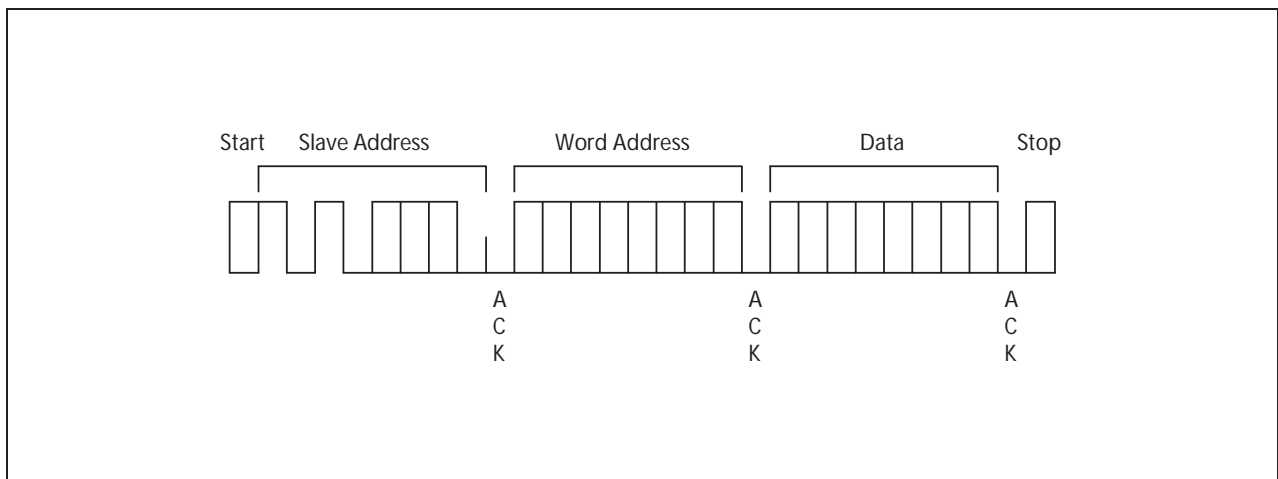 Start Slave Address Word Address Data Stop
A A A
C C C
K K K